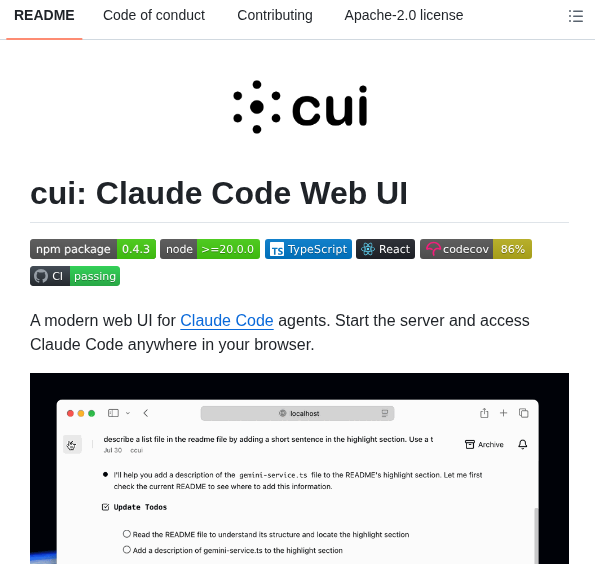 README Code of conduct Contributing Apache-2.0 license
cui
cui: Claude Code Web UI
npm package 0.4.3 node >=20.0.0 TS TypeScript React codecov 86%
CI passing
A modern web UI for Claude Code agents. Start the server and access
Claude Code anywhere in your browser.
localhost
describe a list file in the readme file by adding a short sentence in the highlight section. Use a t
Archive
Jul 30 ccui
I'll help you add a description of the gemini-service.ts file to the README's highlight section. Let me first
check the current README to see where to add this information.
Update Todos
Read the README file to understand its structure and locate the highlight section
Add a description of gemini-service.ts to the highlight section